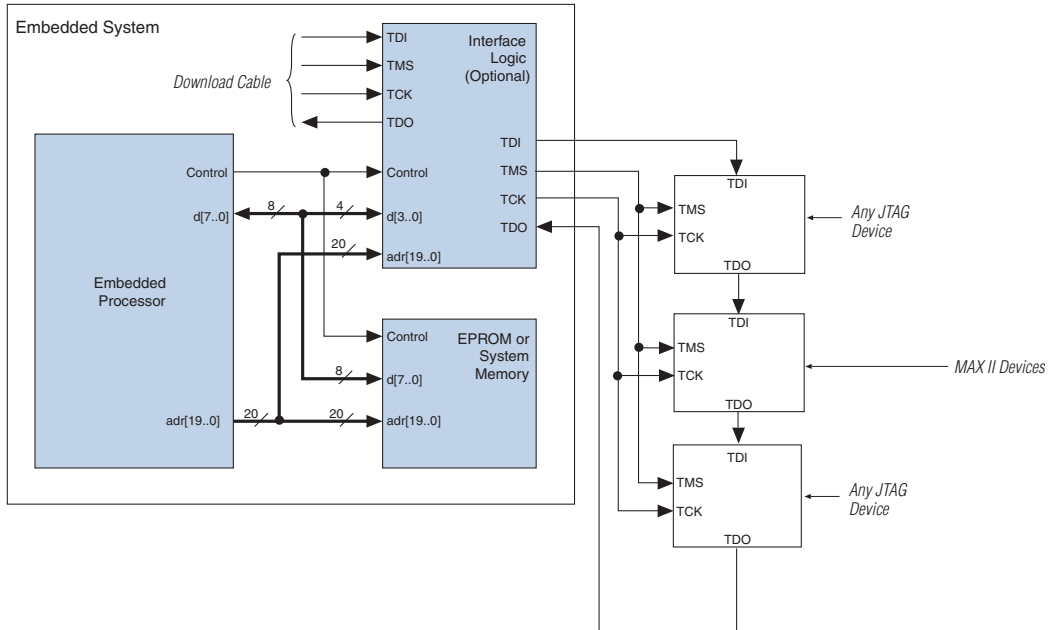 Embedded System
Download Cable
TDI
TMS
TCK
TDO
Interface
Logic
(Optional)
TDI
TMS
TCK
TDO
Control
d[3..0]
adr[19..0]
Control
d[7..0]
8
4
20
Embedded
Processor
adr[19..0]
20
20
8
Control
d[7..0]
adr[19..0]
EPROM or
System
Memory
TDI
TMS
TCK
TDO
Any JTAG
Device
TDI
TMS
TCK
TDO
MAX II Devices
TDI
TMS
TCK
TDO
Any JTAG
Device